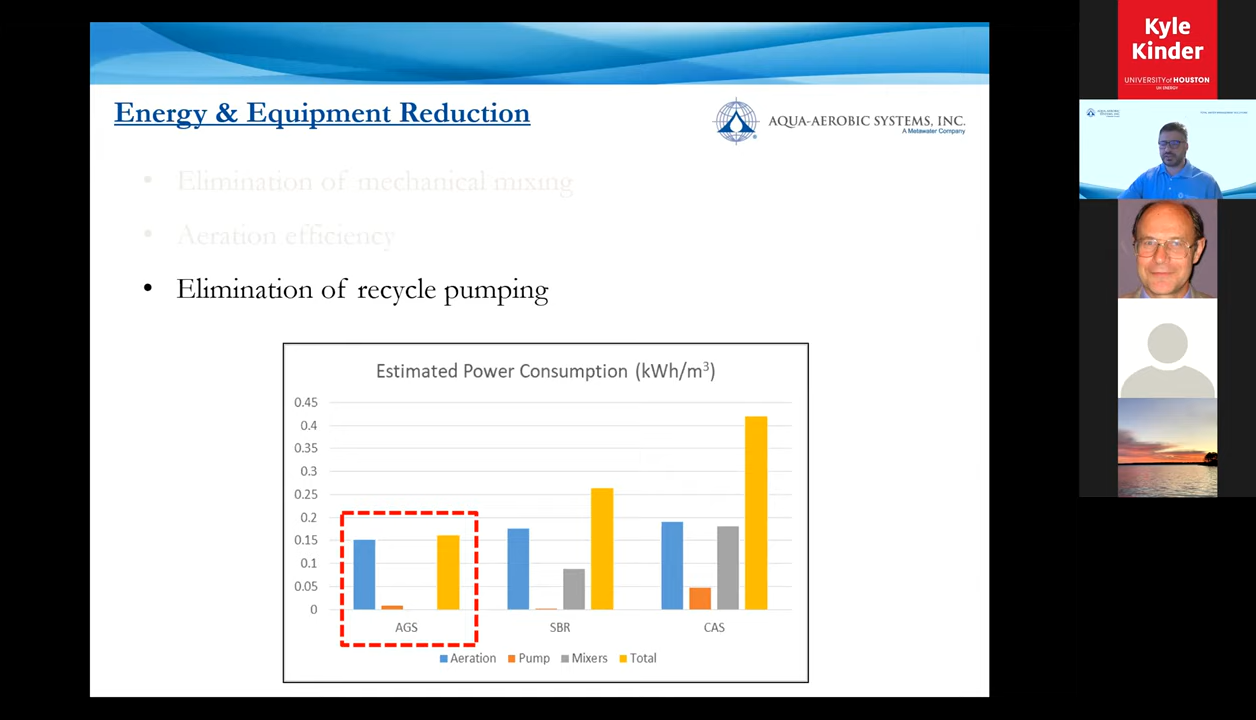 Energy & Equipment Reduction
AQUA-AEROBIC SYSTEMS, INC.
A Metawater Company
• Elimination of mechanical mixing
• Aeration efficiency
• Elimination of recycle pumping
Estimated Power Consumption (kWh/m³)
0.45
0.4
0.35
0.3
0.25
0.2
0.15
0.1
0.05
0
AGS SBR CAS
Aeration Pump Mixers Total
Kyle
Kinder
UNIVERSITY of HOUSTON
UH ENERGY